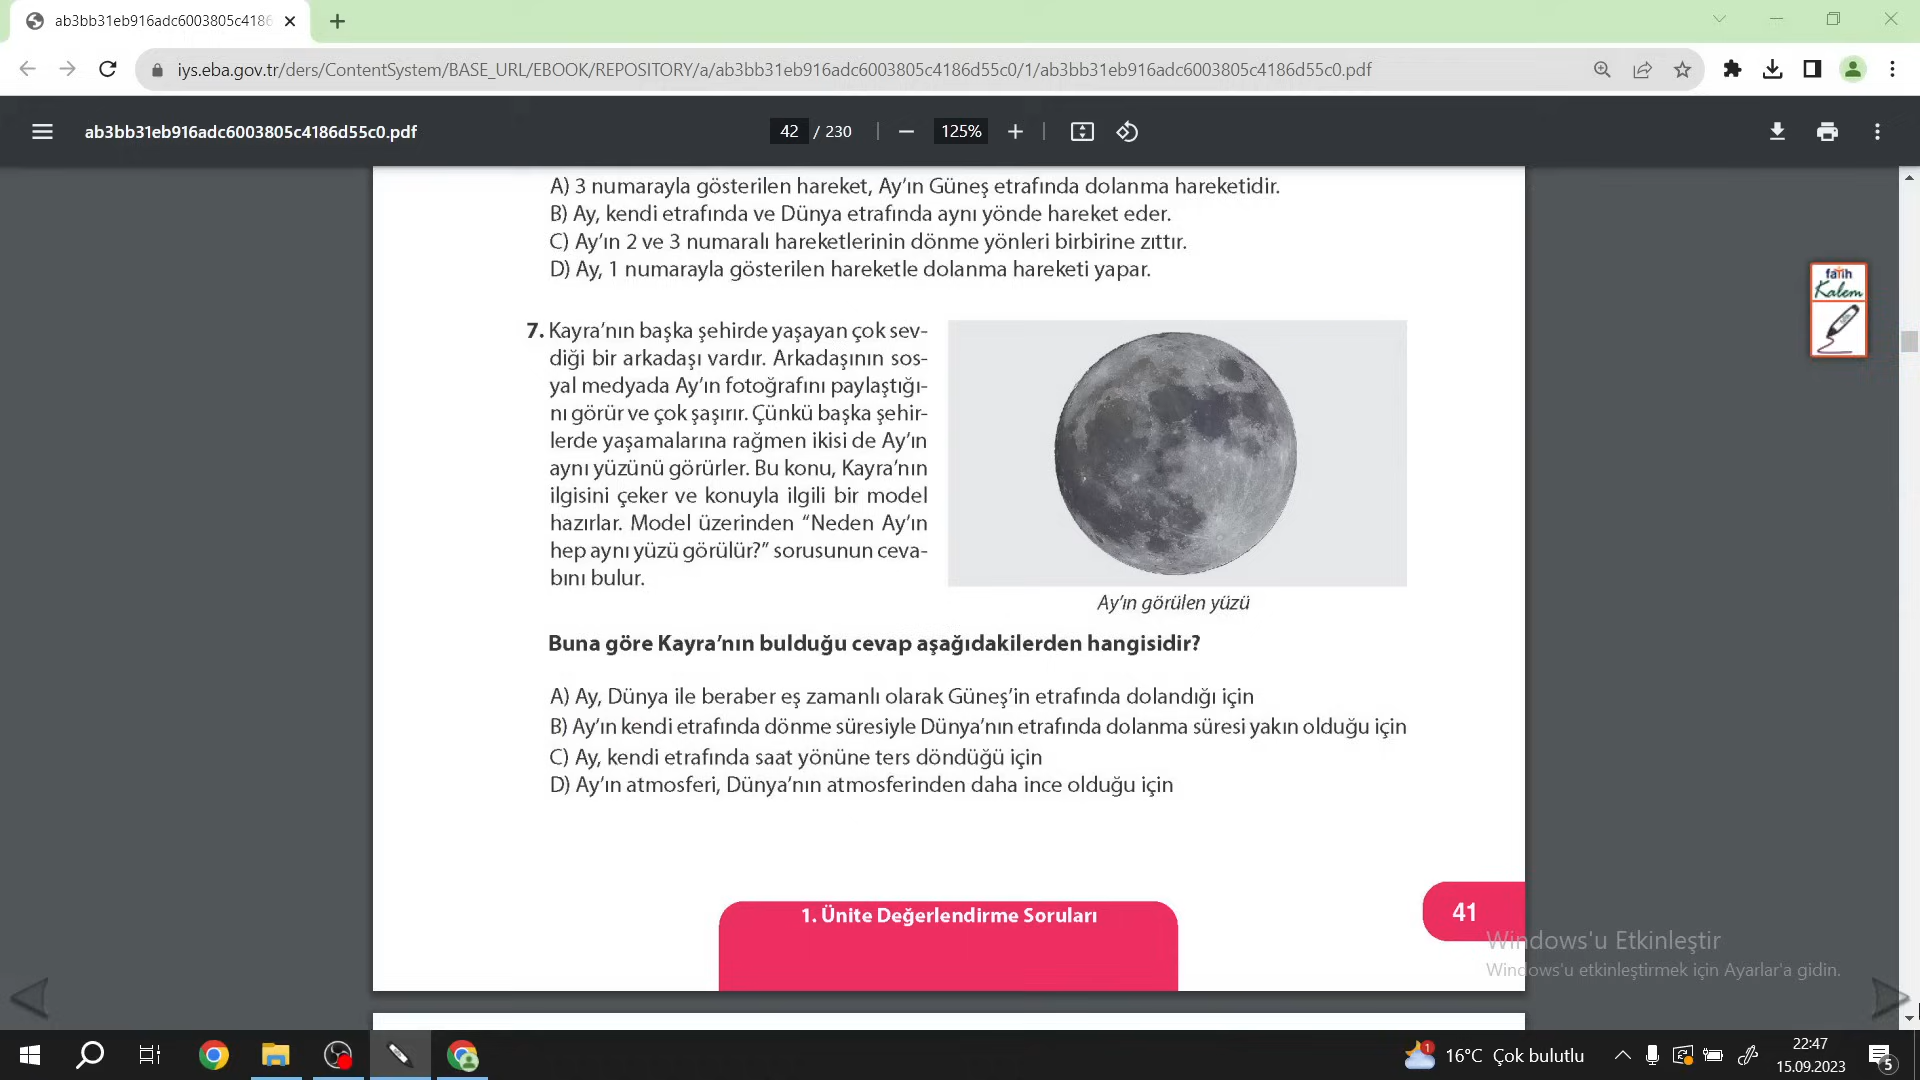 ab3bb31eb916adc6003805c4186
iys.eba.gov.tr/ders/ContentSystem/BASE_URL/EBOOK/REPOSITORY/a/ab3bb31eb916adc6003805c4186d55c0/1/ab3bb31eb916adc6003805c4186d55c0.pdf
ab3bb31eb916adc6003805c4186d55c0.pdf
42 / 230
125%
A) 3 numarayla gösterilen hareket, Ay’ın Güneş etrafında dolanma hareketidir.
B) Ay, kendi etrafında ve Dünya etrafında aynı yönde hareket eder.
C) Ay’ın 2 ve 3 numaralı hareketlerinin dönme yönleri birbirine zıttır.
D) Ay, 1 numarayla gösterilen hareketle dolanma hareketi yapar.
fatih
Kalem
7. Kayra’nın başka şehirde yaşayan çok sev-
diği bir arkadaşı vardır. Arkadaşının sos-
yal medyada Ay’ın fotoğrafını paylaştığı-
nı görür ve çok şaşırır. Çünkü başka şehir-
lerde yaşamalarına rağmen ikisi de Ay’ın
aynı yüzünü görürler. Bu konu, Kayra’nın
ilgisini çeker ve konuyla ilgili bir model
hazırlar. Model üzerinden “Neden Ay’ın
hep aynı yüzü görülür?” sorusunun ceva-
bını bulur.
Ay’ın görülen yüzü
Buna göre Kayra’nın bulduğu cevap aşağıdakilerden hangisidir?
A) Ay, Dünya ile beraber eş zamanlı olarak Güneş’in etrafında dolandığı için
B) Ay’ın kendi etrafında dönme süresiyle Dünya’nın etrafında dolanma süresi yakın olduğu için
C) Ay, kendi etrafında saat yönüne ters döndüğü için
D) Ay’ın atmosferi, Dünya’nın atmosferinden daha ince olduğu için
1. Ünite Değerlendirme Soruları
41
Windows'u Etkinleştir
Windows'u etkinleştirmek için Ayarlar'a gidin.
1
16°C Çok bulutlu
22:47
15.09.2023
5